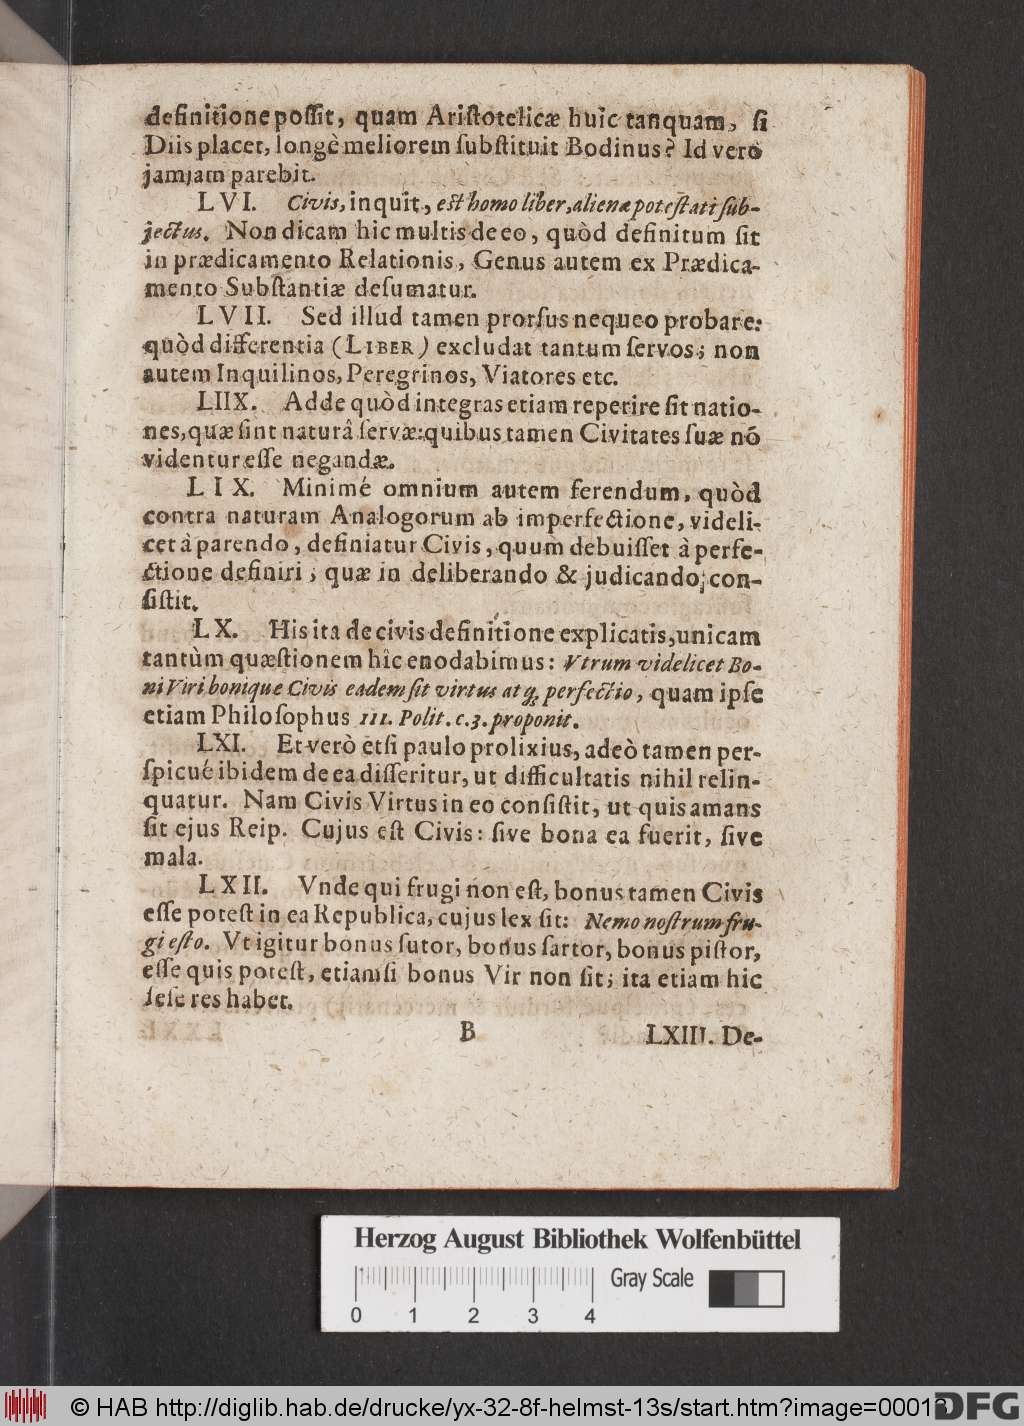 definitione poſſit, quam Ariſtotelicæ huic tanquam, ſi
Diis placet, longè meliorem ſubſtituit Bodinus? Id verò
jamjam parebit.
LVI. Civis, inquit, eſt homo liber, alienæ poteſtati ſub-
jectus. Non dicam hic multis de eo, quòd definitum ſit
in prædicamento Relationis, Genus autem ex Prædica-
mento Subſtantiæ deſumatur.
LVII. Sed illud tamen prorſus nequeo probare:
quòd differentia (LIBER) excludat tantum ſervos; non
autem Inquilinos, Peregrinos, Viatores etc.
LIIX. Adde quòd integras etiam reperire ſit natio-
nes, quæ ſint naturâ ſervæ: quibus tamen Civitates ſuæ nō
videntur eſſe negandæ.
LIX. Minimé omnium autem ferendum, quòd
contra naturam Analogorum ab imperfectione, videli-
cet à parendo, definiatur Civis, quum debuiſſet à perfe-
ctione definiri, quæ in deliberando & judicando, con-
ſiſtit.
LX. His ita de civis definitione explicatis, unicam
tantùm quæſtionem hîc enodabimus: Vtrum videlicet Bo-
ni Viri bonique Civis eadem ſit virtus atq; perfectio, quam ipſe
etiam Philoſophus III. Polit. c.3. proponit.
LXI. Et verò etſi paulo prolixius, adeò tamen per-
ſpicué ibidem de ea diſſeritur, ut difficultatis nihil relin-
quatur. Nam Civis Virtus in eo conſiſtit, ut quis amans
ſit ejus Reip. Cujus eſt Civis: ſive bona ea fuerit, ſive
mala.
LXII. Vnde qui frugi non eſt, bonus tamen Civis
eſſe poteſt in ea Republica, cujus lex ſit: Nemo noſtrum fru-
gi eſto. Vt igitur bonus ſutor, bonus ſartor, bonus piſtor,
eſſe quis poteſt, etiamſi bonus Vir non ſit; ita etiam hic
ſeſe res habet.
B LXIII. De-
Herzog August Bibliothek Wolfenbüttel
Gray Scale
0 1 2 3 4
© HAB http://diglib.hab.de/drucke/yx-32-8f-helmst-13s/start.htm?image=00013
DFG